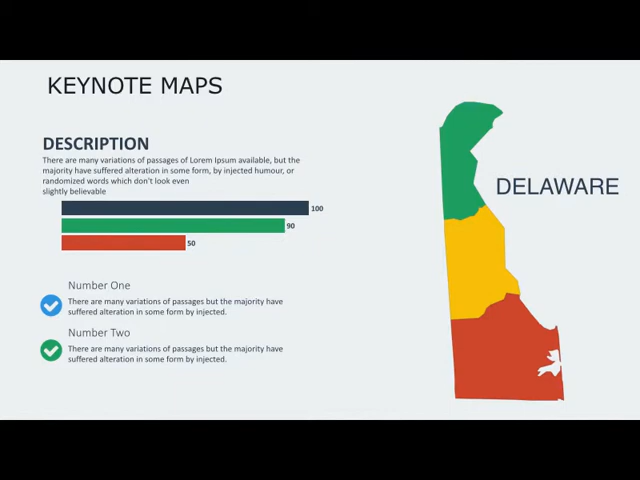 KEYNOTE MAPS
DESCRIPTION
There are many variations of passages of Lorem Ipsum available, but the
majority have suffered alteration in some form, by injected humour, or
randomized words which don't look even
slightly believable
100
90
50
Number One
There are many variations of passages but the majority have
suffered alteration in some form by injected.
Number Two
There are many variations of passages but the majority have
suffered alteration in some form by injected.
DELAWARE